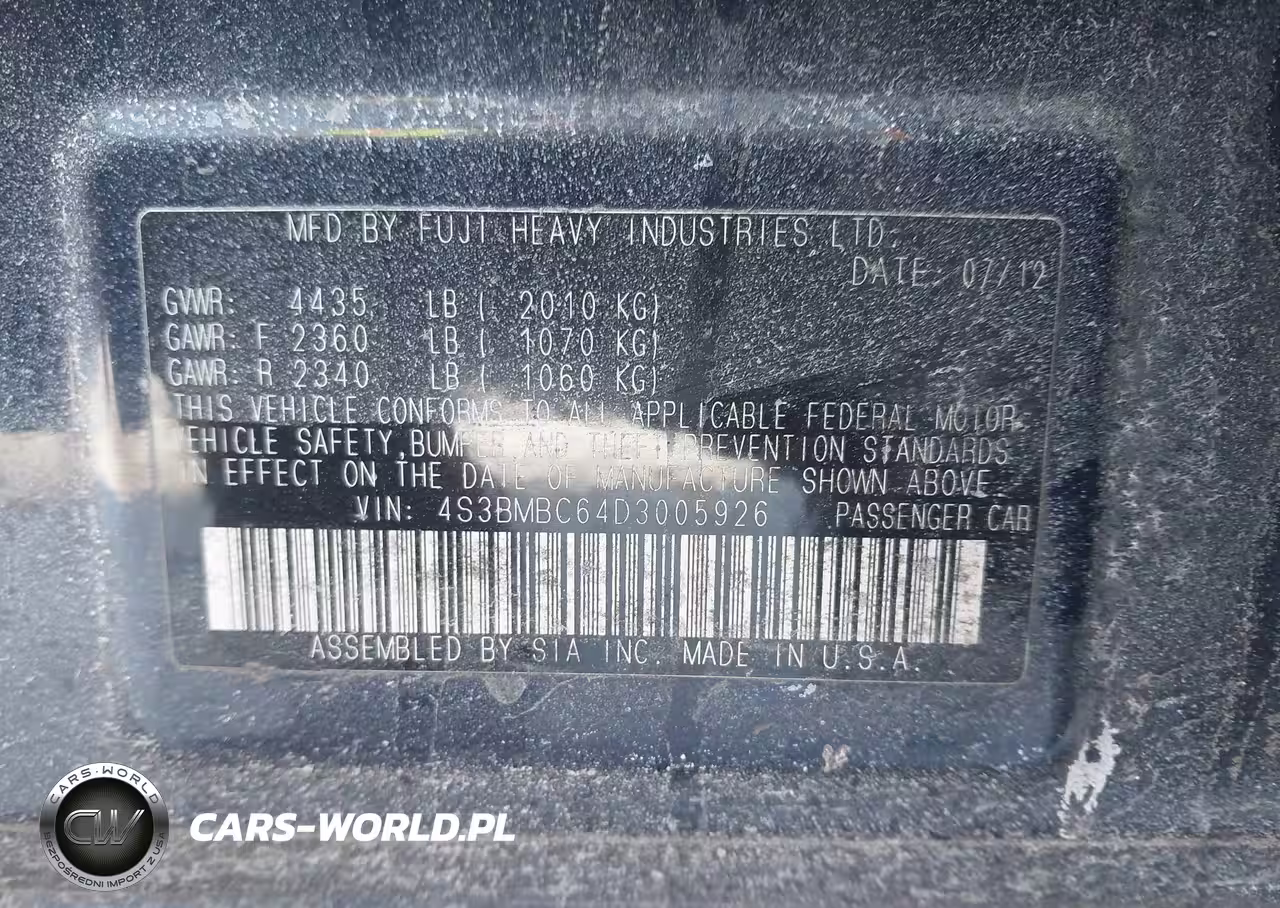 MFD BY FUJI HEAVY INDUSTRIES LTD.
DATE: 07/12
GVWR: 4435 LB ( 2010 KG)
GAWR: F 2360 LB ( 1070 KG)
GAWR: R 2340 LB ( 1060 KG)
THIS VEHICLE CONFORMS TO ALL APPLICABLE FEDERAL MOTOR
VEHICLE SAFETY, BUMPER, AND THEFT PREVENTION STANDARDS
IN EFFECT ON THE DATE OF MANUFACTURE SHOWN ABOVE.
VIN: 4S3BMBC64D3005926 PASSENGER CAR
ASSEMBLED BY SIA INC. MADE IN U.S.A.
CARS-WORLD
CW
BEZPOŚREDNI IMPORT Z USA
CARS-WORLD.PL